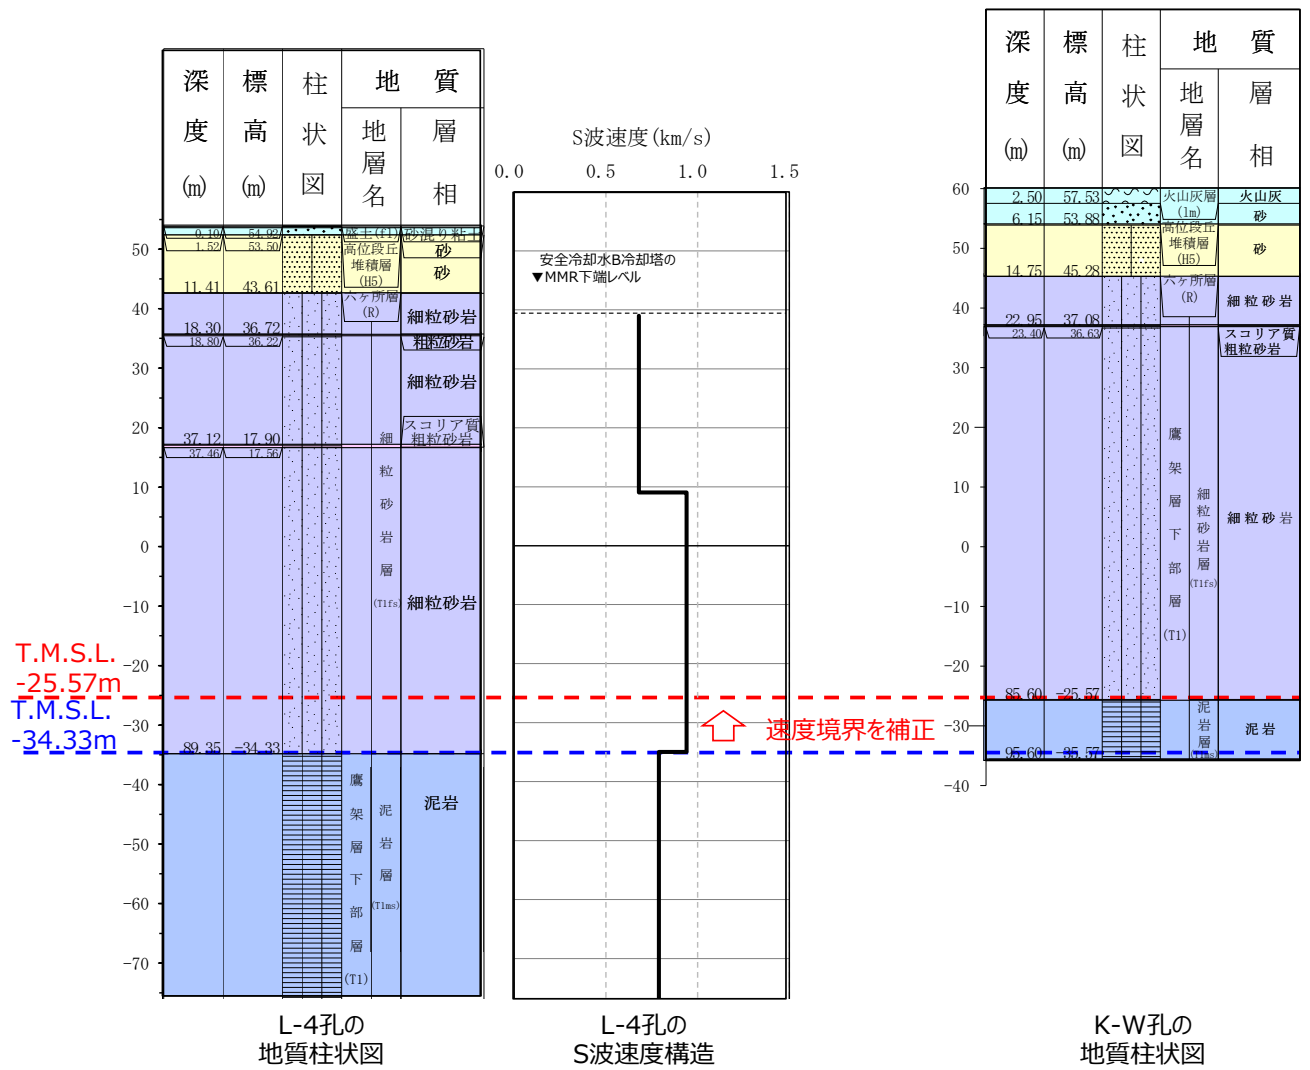 深度(m)
標高(m)
柱状図
地質
地層名
層相
0.10 54.92
盛土(fl)
砂混り粘土
1.52 53.50
砂
高位段丘
堆積層
(H5)
砂
11.41 43.61
六ヶ所層
(R)
細粒砂岩
18.30 36.72
18.80 36.22
粗粒砂岩
細粒砂岩
スコリア質
粗粒砂岩
37.12 17.90
37.46 17.56
細粒砂岩層
(T1fs)
細粒砂岩
89.35 -34.33
鷹架層下部層
(T1)
泥岩層
(T1ms)
泥岩
50
40
30
20
10
0
-10
-20
-30
-40
-50
-60
-70
T.M.S.L.
-25.57m
T.M.S.L.
-34.33m
L-4孔の
地質柱状図
S波速度(km/s)
0.0 0.5 1.0 1.5
安全冷却水B冷却塔の
▼MMR下端レベル
速度境界を補正
L-4孔の
S波速度構造
深度(m)
標高(m)
柱状図
地質
地層名
層相
60
50
40
30
20
10
0
-10
-20
-30
-40
2.50 57.53
火山灰層
(lm)
火山灰
6.15 53.88
砂
高位段丘
堆積層
(H5)
砂
14.75 45.28
六ヶ所層
(R)
細粒砂岩
22.95 37.08
23.40 36.63
スコリア質
粗粒砂岩
鷹架層下部層
(T1)
細粒砂岩層
(T1fs)
細粒砂岩
85.60 -25.57
泥岩層
(T1ms)
泥岩
95.60 -35.57
K-W孔の
地質柱状図